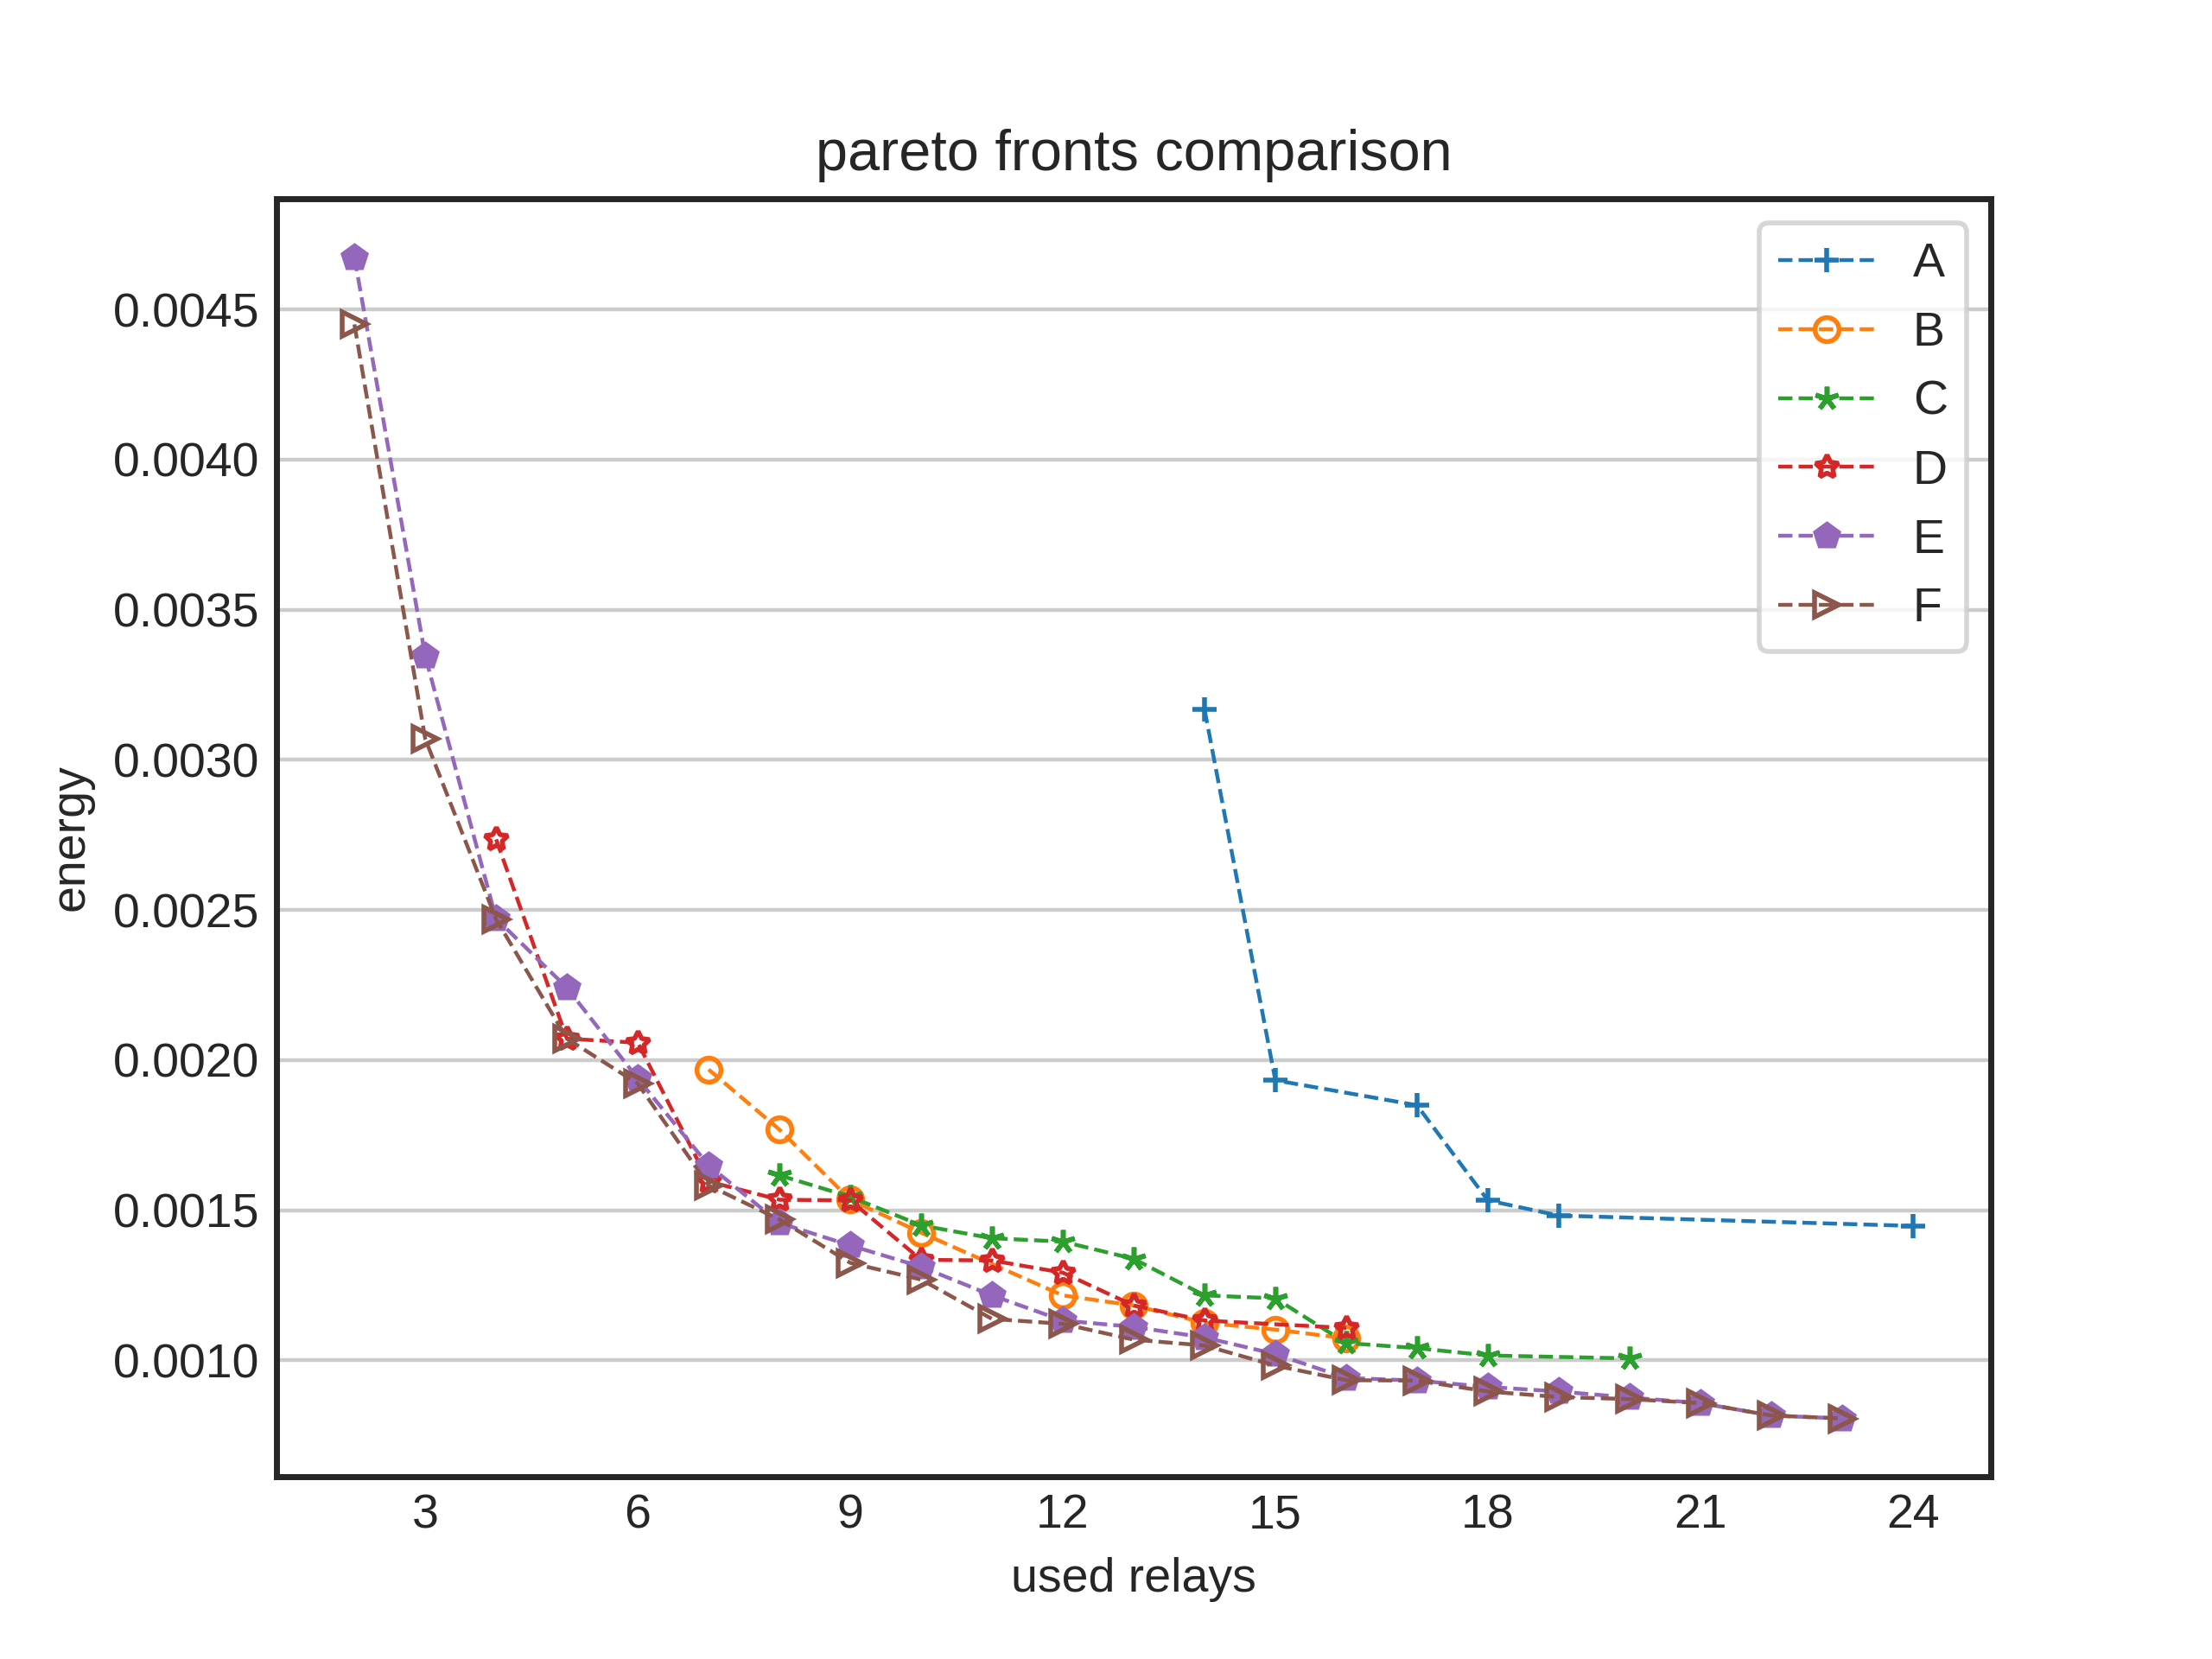 pareto fronts comparison
A
B
C
D
E
F
energy
0.0045
0.0040
0.0035
0.0030
0.0025
0.0020
0.0015
0.0010
3 6 9 12 15 18 21 24
used relays